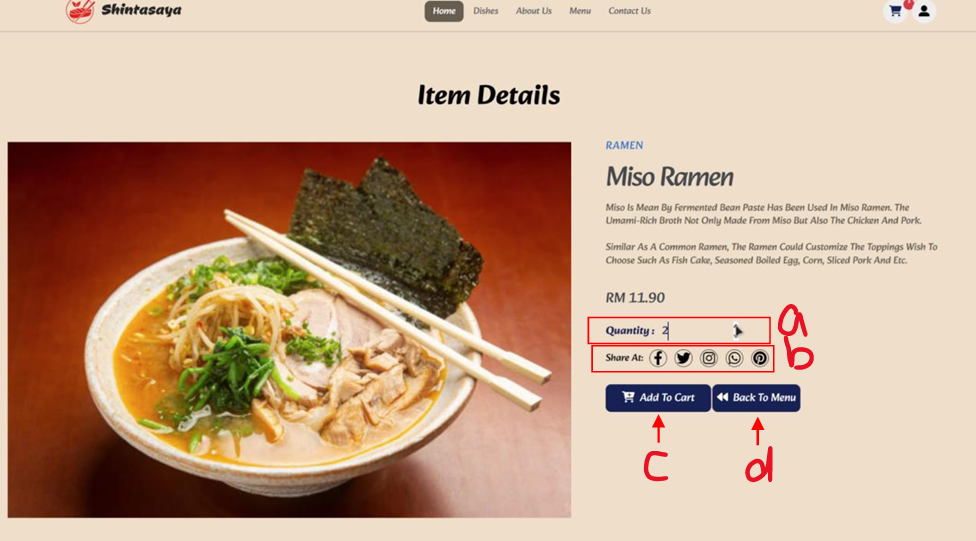 Shintasaya
Home Dishes About Us Menu Contact Us
Item Details
RAMEN
Miso Ramen
Miso Is Mean By Fermented Bean Paste Has Been Used In Miso Ramen. The
Umami-Rich Broth Not Only Made From Miso But Also The Chicken And Pork.
Similar As A Common Ramen, The Ramen Could Customize The Toppings Wish To
Choose Such As Fish Cake, Seasoned Boiled Egg, Corn, Sliced Pork And Etc.
RM 11.90
Quantity : 2
a
Share At:
b
Add To Cart Back To Menu
c d